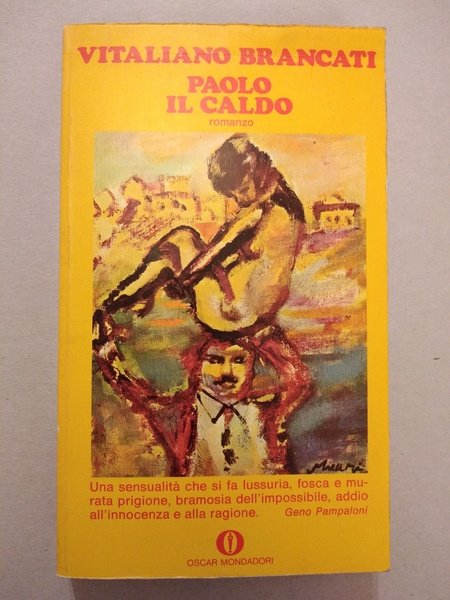 VITALIANO BRANCATI
PAOLO
IL CALDO
romanzo
Una sensualità che si fa lussuria, fosca e mu-
rata prigione, bramosia dell'impossibile, addio
all'innocenza e alla ragione. Geno Pampaloni
OSCAR MONDADORI